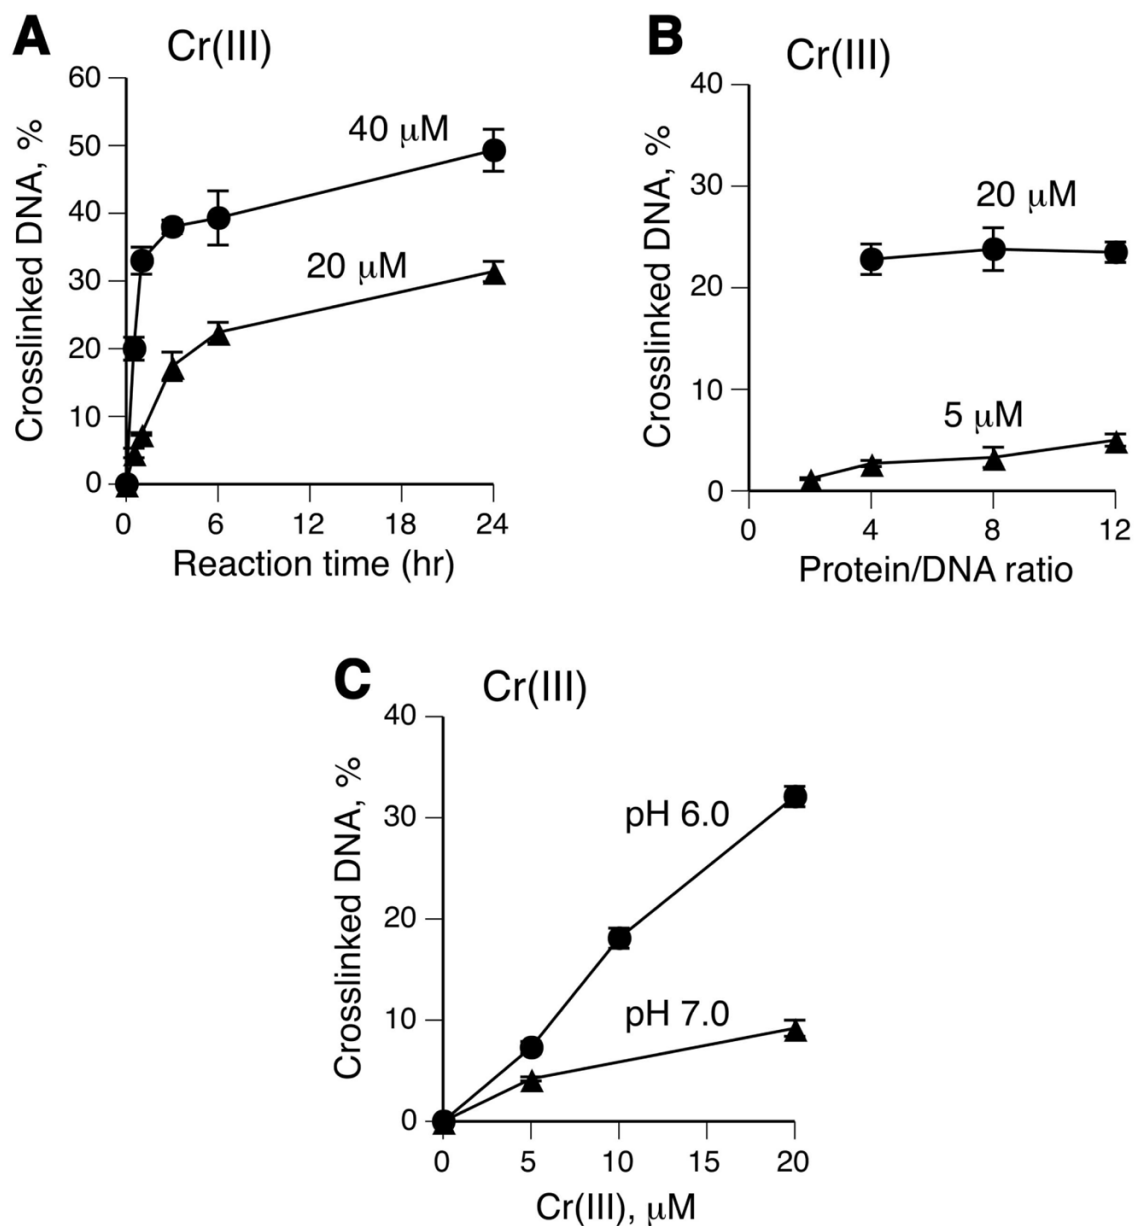 A
Cr(III)
60
50
40
30
20
10
0
Crosslinked DNA, %
40 μM
20 μM
0 6 12 18 24
Reaction time (hr)
B
Cr(III)
40
30
20
10
0
Crosslinked DNA, %
20 μM
5 μM
0 4 8 12
Protein/DNA ratio
C
Cr(III)
40
30
20
10
0
Crosslinked DNA, %
pH 6.0
pH 7.0
0 5 10 15 20
Cr(III), μM